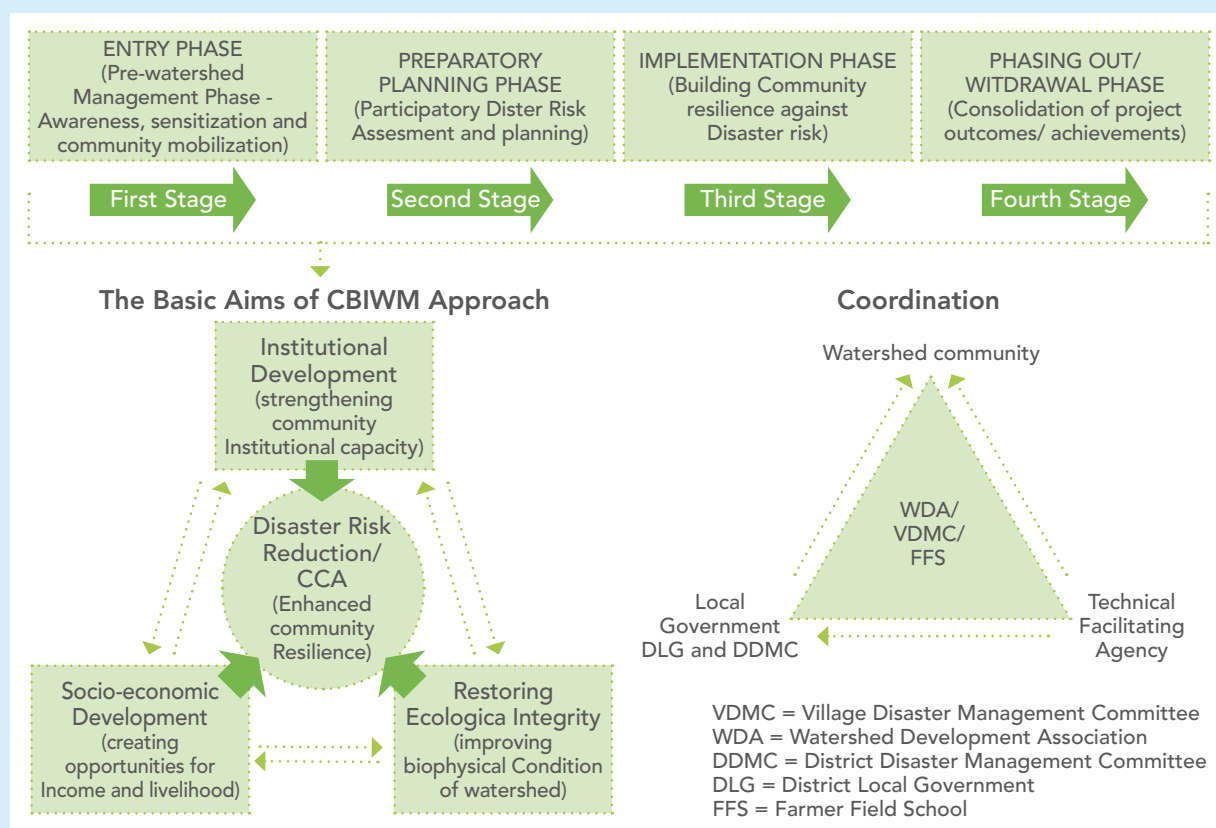 ENTRY PHASE
(Pre-watershed
Management Phase -
Awareness, sensitization and
community mobilization)
PREPARATORY
PLANNING PHASE
(Participatory Dister Risk
Assesment and planning)
IMPLEMENTATION PHASE
(Building Community
resilience against
Disaster risk)
PHASING OUT/
WITDRAWAL PHASE
(Consolidation of project
outcomes/ achievements)
First Stage
Second Stage
Third Stage
Fourth Stage
The Basic Aims of CBIWM Approach
Institutional
Development
(strengthening
community
Institutional capacity)
Disaster Risk
Reduction/
CCA
(Enhanced
community
Resilience)
Socio-economic
Development
(creating
opportunities for
Income and livelihood)
Restoring
Ecologica Integrity
(improving
biophysical Condition
of watershed)
Coordination
Watershed community
WDA/
VDMC/
FFS
Local
Government
DLG and DDMC
Technical
Facilitating
Agency
VDMC = Village Disaster Management Committee
WDA = Watershed Development Association
DDMC = District Disaster Management Committee
DLG = District Local Government
FFS = Farmer Field School